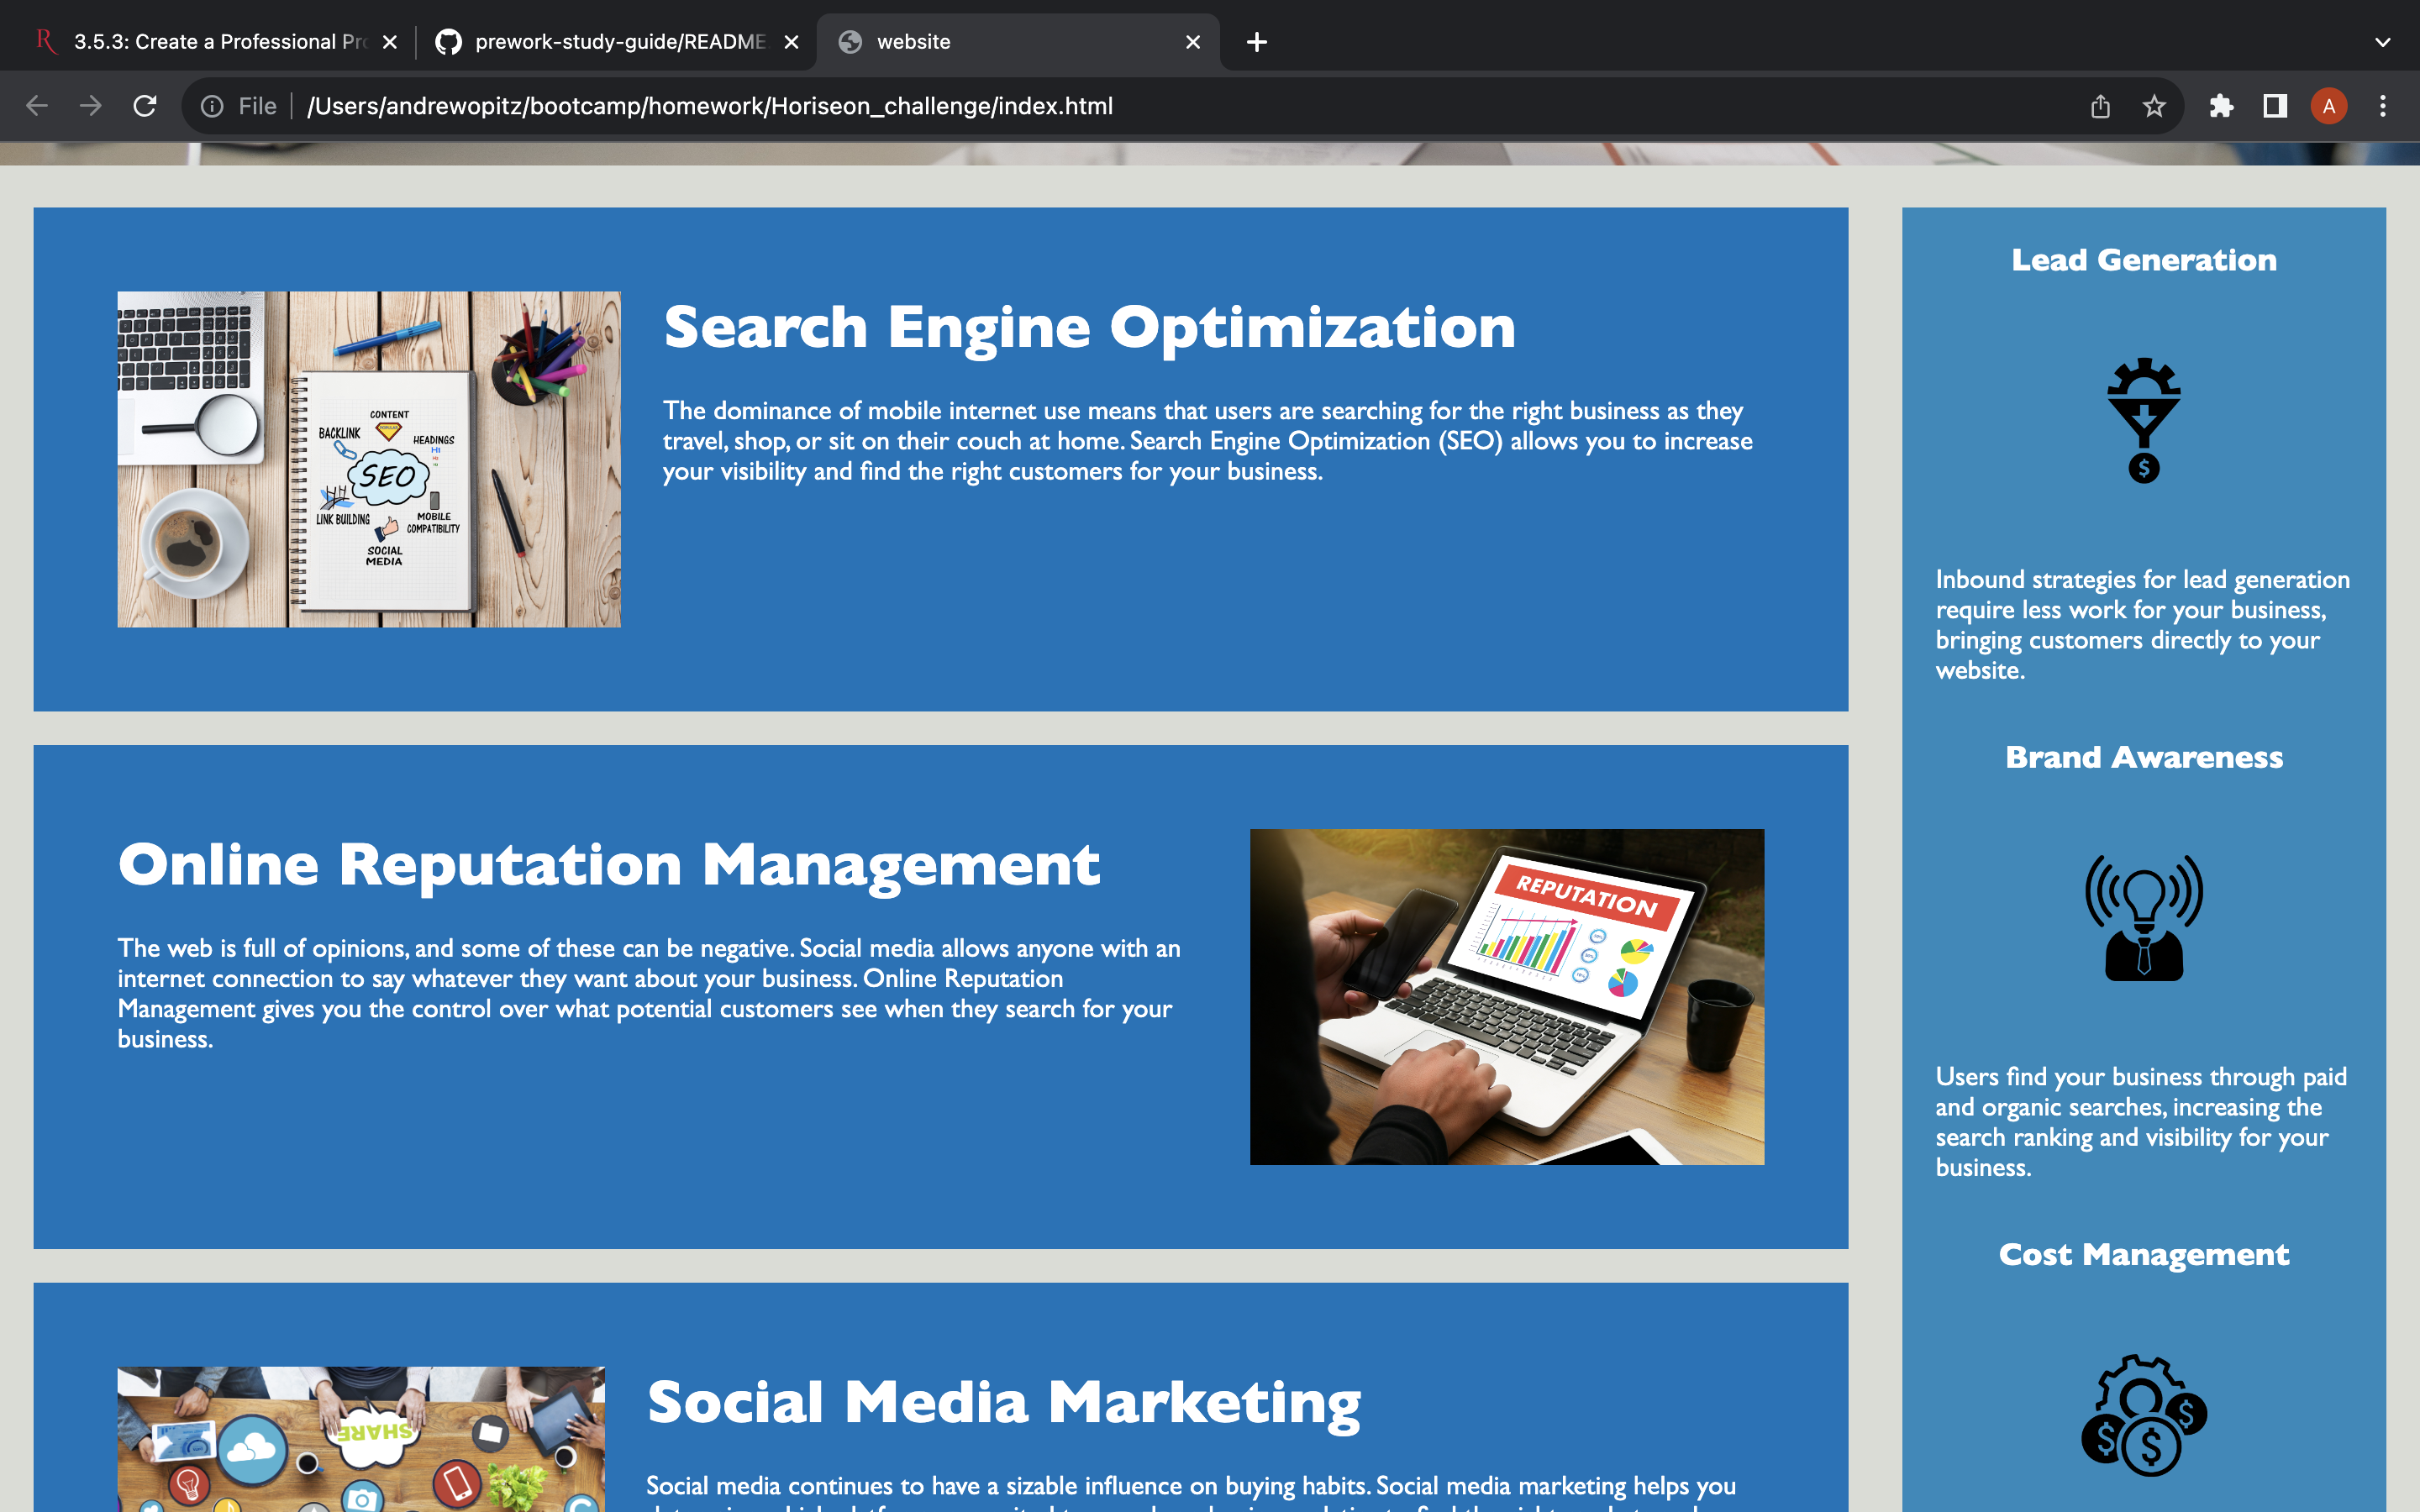 3.5.3: Create a Professional Pr
prework-study-guide/README
website
File
/Users/andrewopitz/bootcamp/homework/Horiseon_challenge/index.html
A
Search Engine Optimization
The dominance of mobile internet use means that users are searching for the right business as they
travel, shop, or sit on their couch at home. Search Engine Optimization (SEO) allows you to increase
your visibility and find the right customers for your business.
CONTENT
BACKLINK
HEADINGS
H1
SEO
LINK BUILDING
MOBILE
COMPATIBILITY
SOCIAL
MEDIA
Online Reputation Management
The web is full of opinions, and some of these can be negative. Social media allows anyone with an
internet connection to say whatever they want about your business. Online Reputation
Management gives you the control over what potential customers see when they search for your
business.
REPUTATION
Social Media Marketing
Social media continues to have a sizable influence on buying habits. Social media marketing helps you
SHARE
Lead Generation
$
Inbound strategies for lead generation
require less work for your business,
bringing customers directly to your
website.
Brand Awareness
Users find your business through paid
and organic searches, increasing the
search ranking and visibility for your
business.
Cost Management
$ $ $